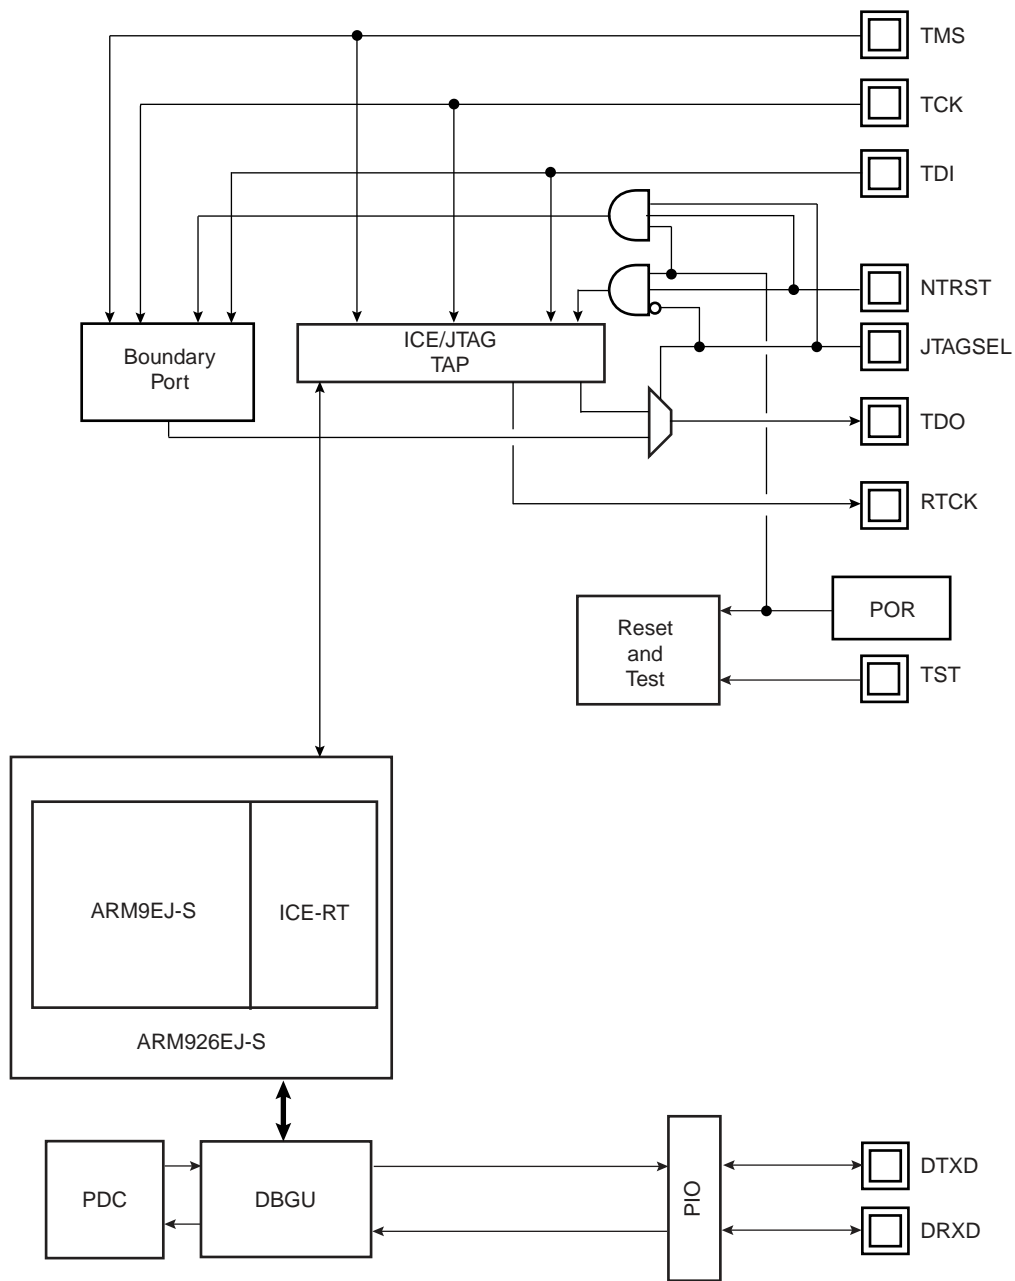 TMS
TCK
TDI
NTRST
JTAGSEL
Boundary
Port
ICE/JTAG
TAP
TDO
RTCK
POR
Reset
and
Test
TST
ARM9EJ-S
ICE-RT
ARM926EJ-S
PDC
DBGU
PIO
DTXD
DRXD